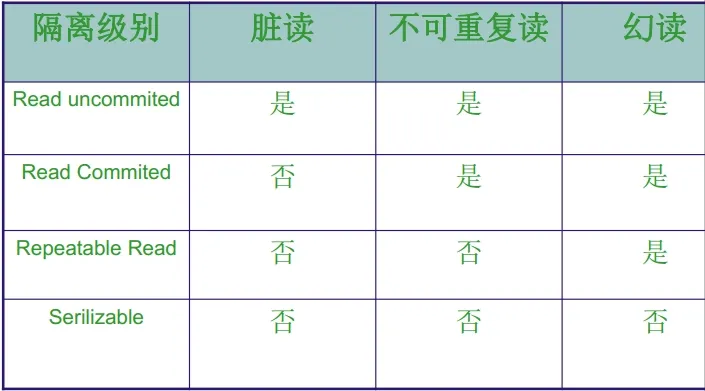 隔离级别 脏读 不可重复读 幻读
Read uncommited 是 是 是
Read Commited 否 是 是
Repeatable Read 否 否 是
Serilizable 否 否 否